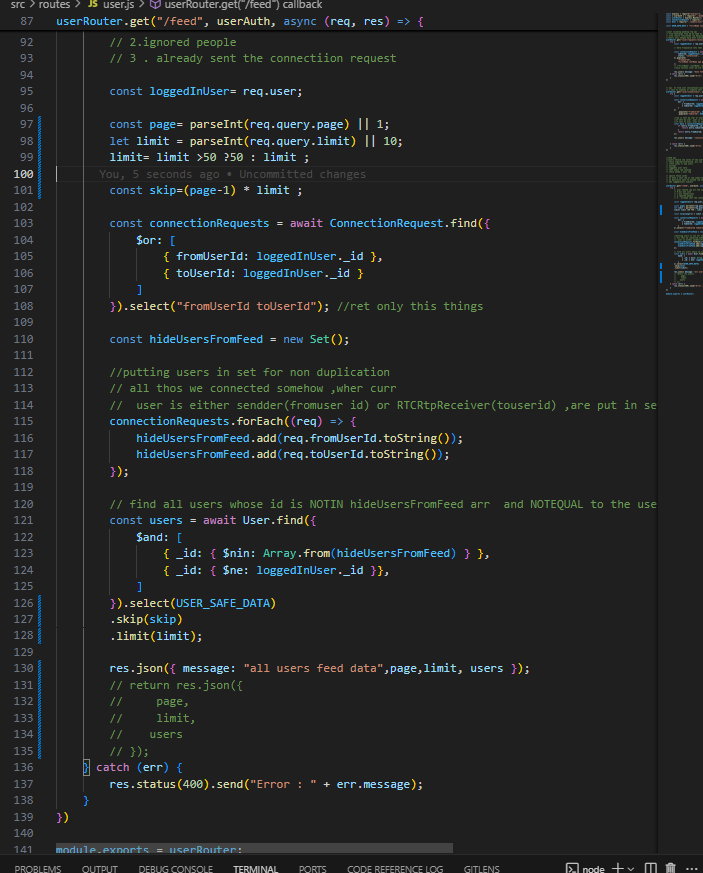 src > routes > JS user.js > userRouter.get("/feed") callback
87 userRouter.get("/feed", userAuth, async (req, res) => {
92 // 2.ignored people
93 // 3 . already sent the connectiion request
94
95 const loggedInUser= req.user;
96
97 const page= parseInt(req.query.page) || 1;
98 let limit = parseInt(req.query.limit) || 10;
99 limit= limit >50 ?50 : limit ;
100 You, 5 seconds ago • Uncommitted changes
101 const skip=(page-1) * limit ;
102
103 const connectionRequests = await ConnectionRequest.find({
104 $or: [
105 { fromUserId: loggedInUser._id },
106 { toUserId: loggedInUser._id }
107 ]
108 }).select("fromUserId toUserId"); //ret only this things
109
110 const hideUsersFromFeed = new Set();
111
112 //putting users in set for non duplication
113 // all thos we connected somehow ,wher curr
114 //  user is either sendder(fromuser id) or RTCRtpReceiver(touserid) ,are put in se
115 connectionRequests.forEach((req) => {
116 hideUsersFromFeed.add(req.fromUserId.toString());
117 hideUsersFromFeed.add(req.toUserId.toString());
118 });
119
120 // find all users whose id is NOTIN hideUsersFromFeed arr  and NOTEQUAL to the use
121 const users = await User.find({
122 $and: [
123 { _id: { $nin: Array.from(hideUsersFromFeed) } },
124 { _id: { $ne: loggedInUser._id }},
125 ]
126 }).select(USER_SAFE_DATA)
127 .skip(skip)
128 .limit(limit);
129
130 res.json({ message: "all users feed data",page,limit, users });
131 // return res.json({
132 //     page,
133 //     limit,
134 //    users
135 // });
136 } catch (err) {
137 res.status(400).send("Error : " + err.message);
138 }
139 })
140
141 module.exports = userRouter;
PROBLEMS OUTPUT DEBUG CONSOLE TERMINAL PORTS CODE REFERENCE LOG GITLENS node